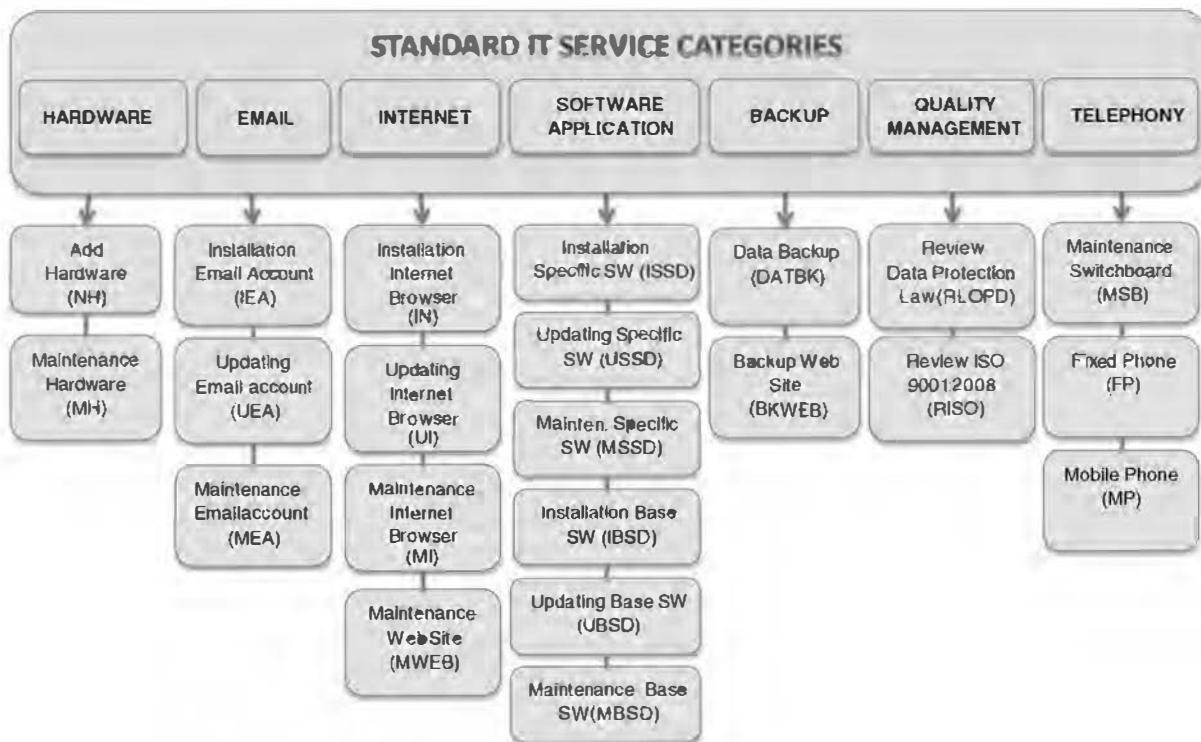 STANDARD IT SERVICE CATEGORIES
HARDWARE
EMAIL
INTERNET
SOFTWARE
APPLICATION
BACKUP
QUALITY
MANAGEMENT
TELEPHONY
Add
Hardware
(NH)
Maintenance
Hardware
(MH)
Installation
Email Account
(IEA)
Updating
Email account
(UEA)
Maintenance
Emailaccount
(MEA)
Installation
Internet
Browser
(IN)
Updating
Internet
Browser
(UI)
Maintenance
Internet
Browser
(MI)
Maintenance
WebSite
(MWEB)
Installation
Specific SW (ISSD)
Updating Specific
SW (USSD)
Mainten. Specific
SW (MSSD)
Installation Base
SW (IBSD)
Updating Base SW
(UBSD)
Maintenance Base
SW(MBSD)
Data Backup
(DATBK)
Backup Web
Site
(BKWEB)
Review
Data Protection
Law(RLOPD)
Review ISO
9001:2008
(RISO)
Maintenance
Switchboard
(MSB)
Fixed Phone
(FP)
Mobile Phone
(MP)